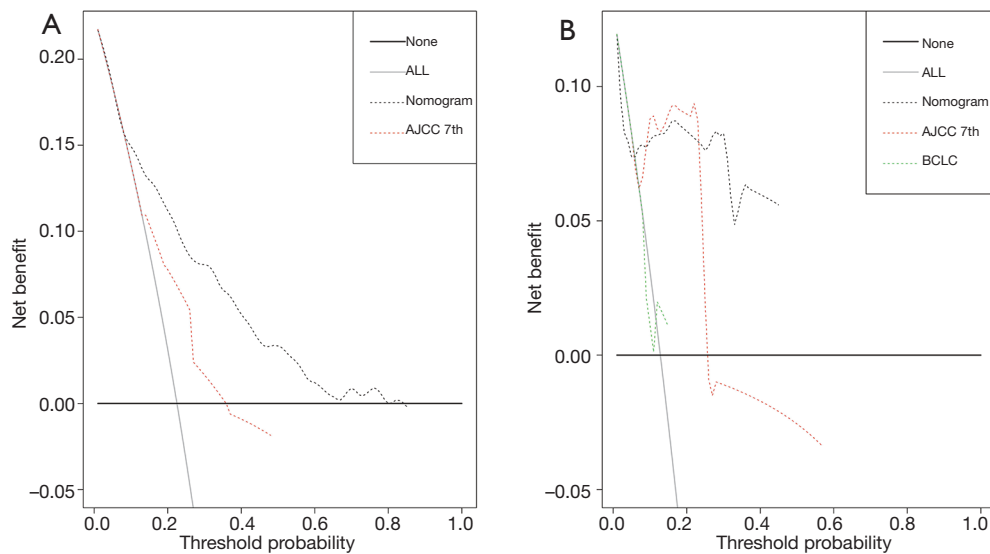 A
None
ALL
Nomogram
AJCC 7th
Net benefit
0.20
0.15
0.10
0.05
0.00
–0.05
0.0 0.2 0.4 0.6 0.8 1.0
Threshold probability
B
None
ALL
Nomogram
AJCC 7th
BCLC
Net benefit
0.10
0.05
0.00
–0.05
0.0 0.2 0.4 0.6 0.8 1.0
Threshold probability